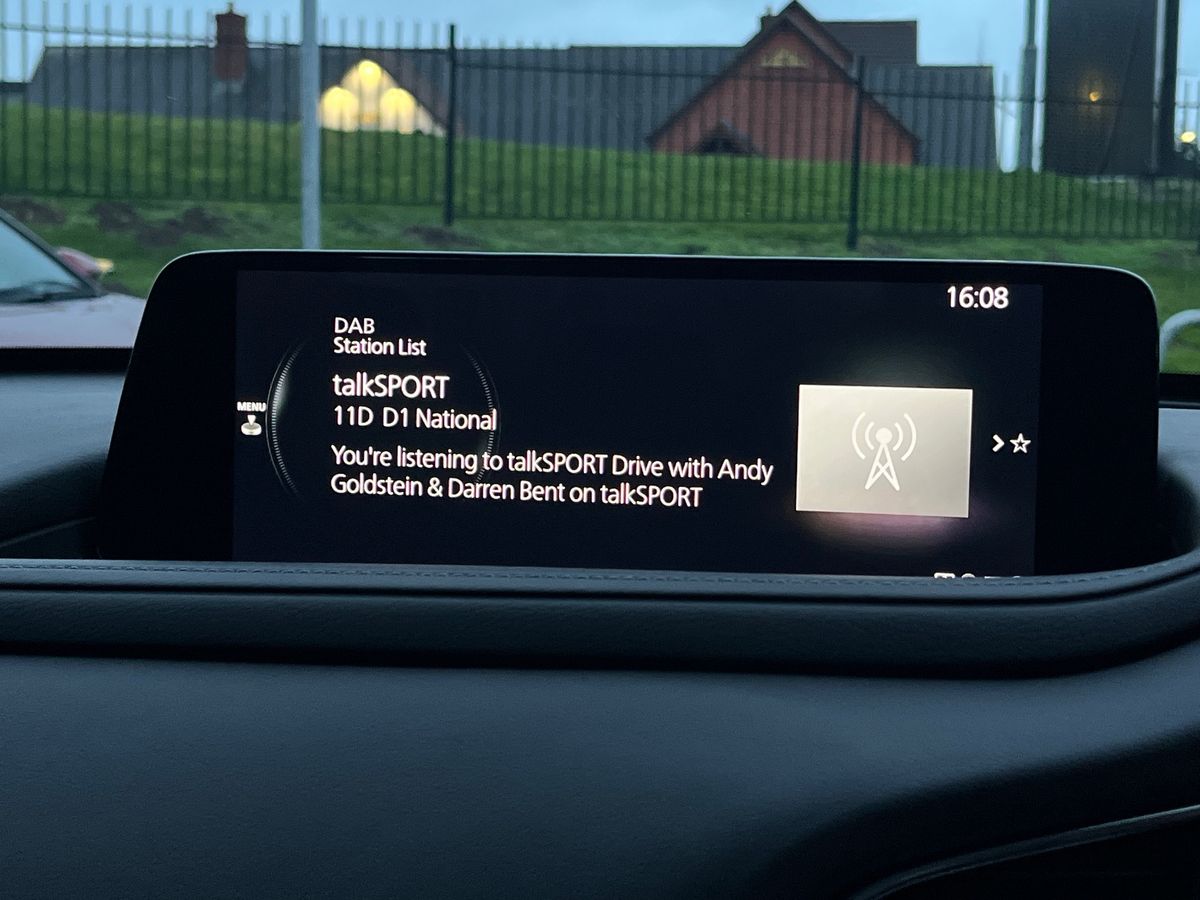 16:08
DAB
Station List
talkSPORT
11D D1 National
MENU
You're listening to talkSPORT Drive with Andy
Goldstein & Darren Bent on talkSPORT